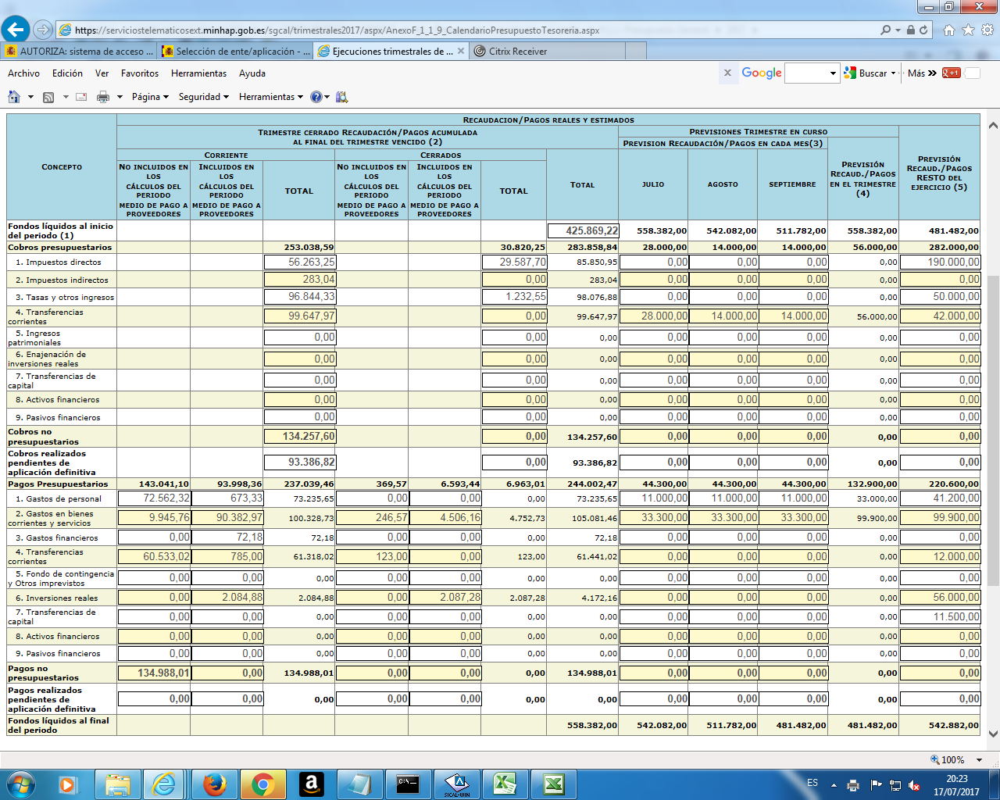 https://serviciostelematicosext.minhap.gob.es/sgcal/trimestrales2017/aspx/AnexoF_1_1_9_CalendarioPresupuestoTesoreria.aspx
AUTORIZA: sistema de acceso ... Selección de ente/aplicación - ... Ejecuciones trimestrales de ... Citrix Receiver
Archivo Edición Ver Favoritos Herramientas Ayuda x Google Buscar Más » g+1
Página Seguridad Herramientas
RECAUDACION/PAGOS REALES Y ESTIMADOS
TRIMESTRE CERRADO RECAUDACIÓN/PAGOS ACUMULADA AL FINAL DEL TRIMESTRE VENCIDO (2)
PREVISIONES TRIMESTRE EN CURSO
CORRIENTE CERRADOS PREVISION RECAUDACIÓN/PAGOS EN CADA MES(3)
CONCEPTO
NO INCLUIDOS EN LOS CÁLCULOS DEL PERIODO MEDIO DE PAGO A PROVEEDORES
INCLUIDOS EN LOS CÁLCULOS DEL PERIODO MEDIO DE PAGO A PROVEEDORES
TOTAL
NO INCLUIDOS EN LOS CÁLCULOS DEL PERIODO MEDIO DE PAGO A PROVEEDORES
INCLUIDOS EN LOS CÁLCULOS DEL PERIODO MEDIO DE PAGO A PROVEEDORES
TOTAL
TOTAL
JULIO
AGOSTO
SEPTIEMBRE
PREVISIÓN RECAUD./PAGOS EN EL TRIMESTRE (4)
PREVISIÓN RECAUD./PAGOS RESTO DEL EJERCICIO (5)
Fondos líquidos al inicio del periodo (1) 425.869,22 558.382,00 542.082,00 511.782,00 558.382,00 481.482,00
Cobros presupuestarios 253.038,59 30.820,25 283.858,84 28.000,00 14.000,00 14.000,00 56.000,00 282.000,00
1. Impuestos directos 56.263,25 29.587,70 85.850,95 0,00 0,00 0,00 0,00 190.000,00
2. Impuestos indirectos 283,04 0,00 283,04 0,00 0,00 0,00 0,00 0,00
3. Tasas y otros ingresos 96.844,33 1.232,55 98.076,88 0,00 0,00 0,00 0,00 50.000,00
4. Transferencias corrientes 99.647,97 0,00 99.647,97 28.000,00 14.000,00 14.000,00 56.000,00 42.000,00
5. Ingresos patrimoniales 0,00 0,00 0,00 0,00 0,00 0,00 0,00 0,00
6. Enajenación de inversiones reales 0,00 0,00 0,00 0,00 0,00 0,00 0,00 0,00
7. Transferencias de capital 0,00 0,00 0,00 0,00 0,00 0,00 0,00 0,00
8. Activos financieros 0,00 0,00 0,00 0,00 0,00 0,00 0,00 0,00
9. Pasivos financieros 0,00 0,00 0,00 0,00 0,00 0,00 0,00 0,00
Cobros no presupuestarios 134.257,60 0,00 134.257,60 0,00 0,00 0,00 0,00 0,00
Cobros realizados pendientes de aplicación definitiva 93.386,82 0,00 93.386,82 0,00 0,00 0,00 0,00 0,00
Pagos Presupuestarios 143.041,10 93.998,36 237.039,46 369,57 6.593,44 6.963,01 244.002,47 44.300,00 44.300,00 44.300,00 132.900,00 220.600,00
1. Gastos de personal 72.562,32 673,33 73.235,65 0,00 0,00 0,00 73.235,65 11.000,00 11.000,00 11.000,00 33.000,00 41.200,00
2. Gastos en bienes corrientes y servicios 9.945,76 90.382,97 100.328,73 246,57 4.506,16 4.752,73 105.081,46 33.300,00 33.300,00 33.300,00 99.900,00 99.900,00
3. Gastos financieros 0,00 72,18 72,18 0,00 0,00 0,00 72,18 0,00 0,00 0,00 0,00 0,00
4. Transferencias corrientes 60.533,02 785,00 61.318,02 123,00 0,00 123,00 61.441,02 0,00 0,00 0,00 0,00 12.000,00
5. Fondo de contingencia y Otros imprevistos 0,00 0,00 0,00 0,00 0,00 0,00 0,00 0,00 0,00 0,00 0,00 0,00
6. Inversiones reales 0,00 2.084,88 2.084,88 0,00 2.087,28 2.087,28 4.172,16 0,00 0,00 0,00 0,00 56.000,00
7. Transferencias de capital 0,00 0,00 0,00 0,00 0,00 0,00 0,00 0,00 0,00 0,00 0,00 11.500,00
8. Activos financieros 0,00 0,00 0,00 0,00 0,00 0,00 0,00 0,00 0,00 0,00 0,00 0,00
9. Pasivos financieros 0,00 0,00 0,00 0,00 0,00 0,00 0,00 0,00 0,00 0,00 0,00 0,00
Pagos no presupuestarios 134.988,01 0,00 134.988,01 0,00 0,00 0,00 134.988,01 0,00 0,00 0,00 0,00 0,00
Pagos realizados pendientes de aplicación definitiva 0,00 0,00 0,00 0,00 0,00 0,00 0,00 0,00 0,00 0,00 0,00 0,00
Fondos líquidos al final del periodo 558.382,00 542.082,00 511.782,00 481.482,00 481.482,00 542.882,00
100%
SICAL-WIN
ES 20:23
17/07/2017